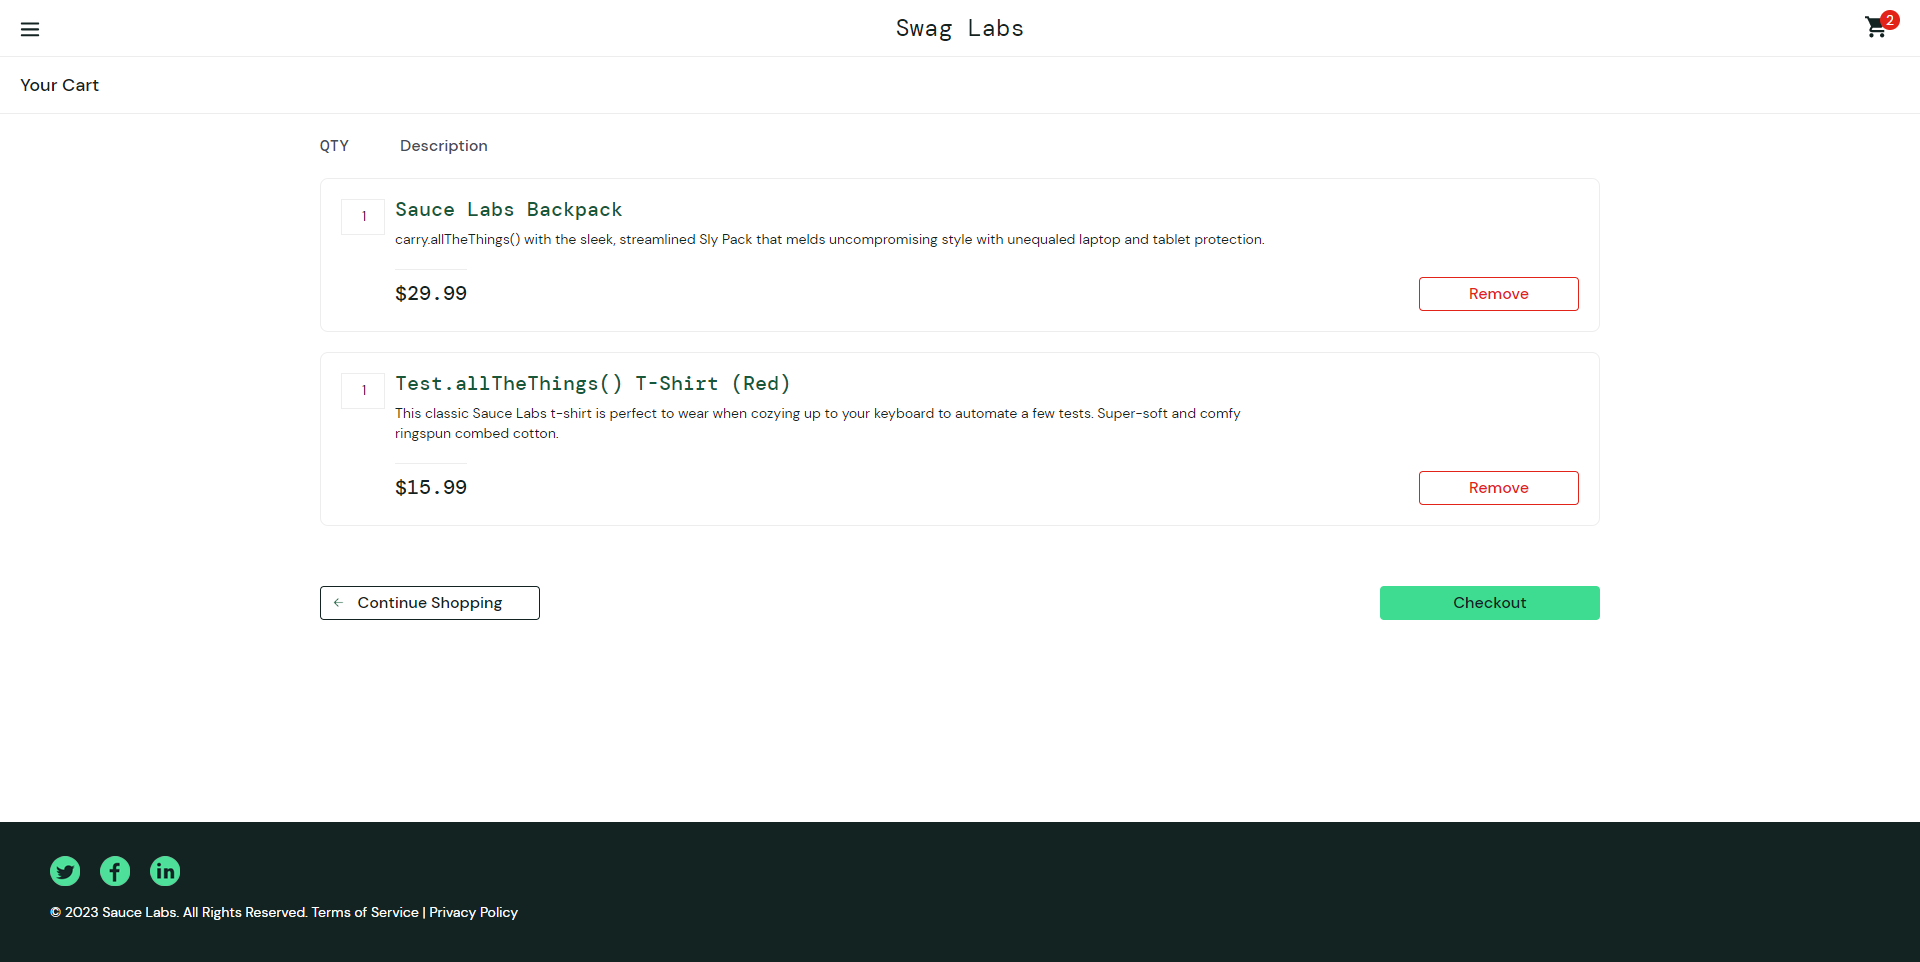 Swag Labs
2
Your Cart
QTY Description
1 Sauce Labs Backpack
carry.allTheThings() with the sleek, streamlined Sly Pack that melds uncompromising style with unequaled laptop and tablet protection.
$29.99 Remove
1 Test.allTheThings() T-Shirt (Red)
This classic Sauce Labs t-shirt is perfect to wear when cozying up to your keyboard to automate a few tests. Super-soft and comfy
ringspun combed cotton.
$15.99 Remove
← Continue Shopping Checkout
© 2023 Sauce Labs. All Rights Reserved. Terms of Service | Privacy Policy